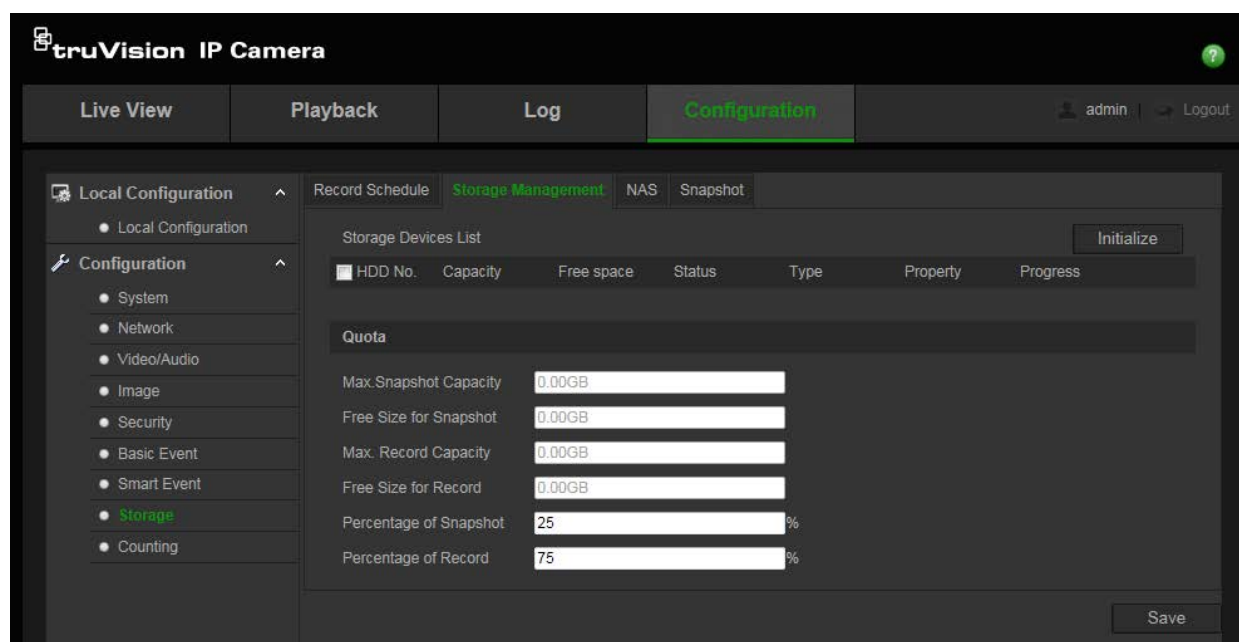 truVision IP Camera
?
Live View Playback Log Configuration admin | Logout
Local Configuration
Local Configuration
Configuration
System
Network
Video/Audio
Image
Security
Basic Event
Smart Event
Storage
Counting
Record Schedule Storage Management NAS Snapshot
Storage Devices List Initialize
HDD No. Capacity Free space Status Type Property Progress
Quota
Max.Snapshot Capacity 0.00GB
Free Size for Snapshot 0.00GB
Max. Record Capacity 0.00GB
Free Size for Record 0.00GB
Percentage of Snapshot 25 %
Percentage of Record 75 %
Save